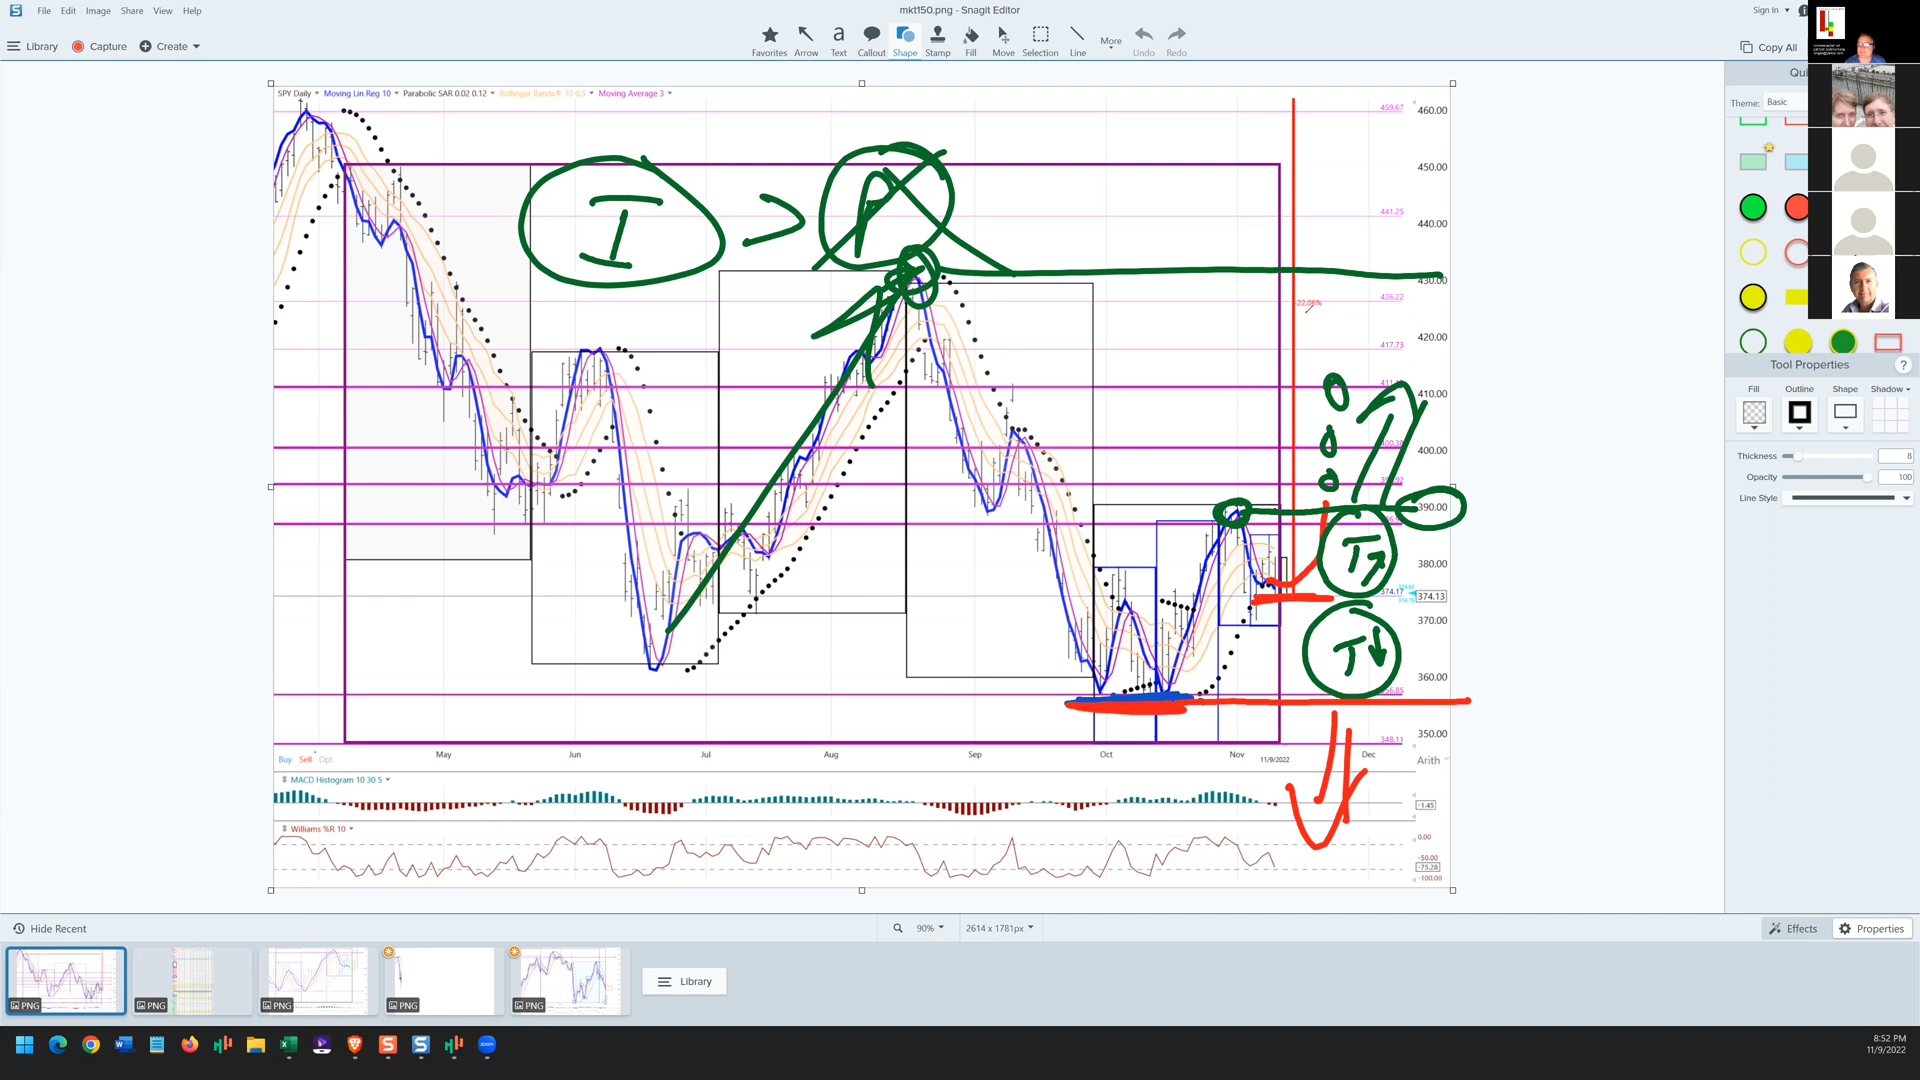 mkt150.png - Snagit Editor
File Edit Image Share View Help
Sign In
Library Capture Create
Favorites Arrow Text Callout Shape Stamp Fill Move Selection Line More Undo Redo
Copy All
Theme: Basic
SPY Daily Moving Lin Reg 10 Parabolic SAR 0.02 0.12 Bollinger Bands® 10 0.5 Moving Average 3
459.67
460.00
450.00
441.25
440.00
430.00
426.22
22.06%
420.00
417.73
410.00
400.00
390.00
380.00
374.17
374.13
370.00
360.00
350.00
348.11
I > A
T
T
May Jun Jul Aug Sep Oct Nov Dec
11/9/2022
Buy Sell Opt
Arith
MACD Histogram 10 30 5
-1.45
Williams %R 10
0.00
-50.00
-75.28
-100.00
Tool Properties ?
Fill Outline Shape Shadow
Thickness 8
Opacity 100
Line Style
Hide Recent
90%
2614 x 1781px
Effects Properties
PNG PNG PNG PNG PNG
Library
zoom
8:52 PM
11/9/2022